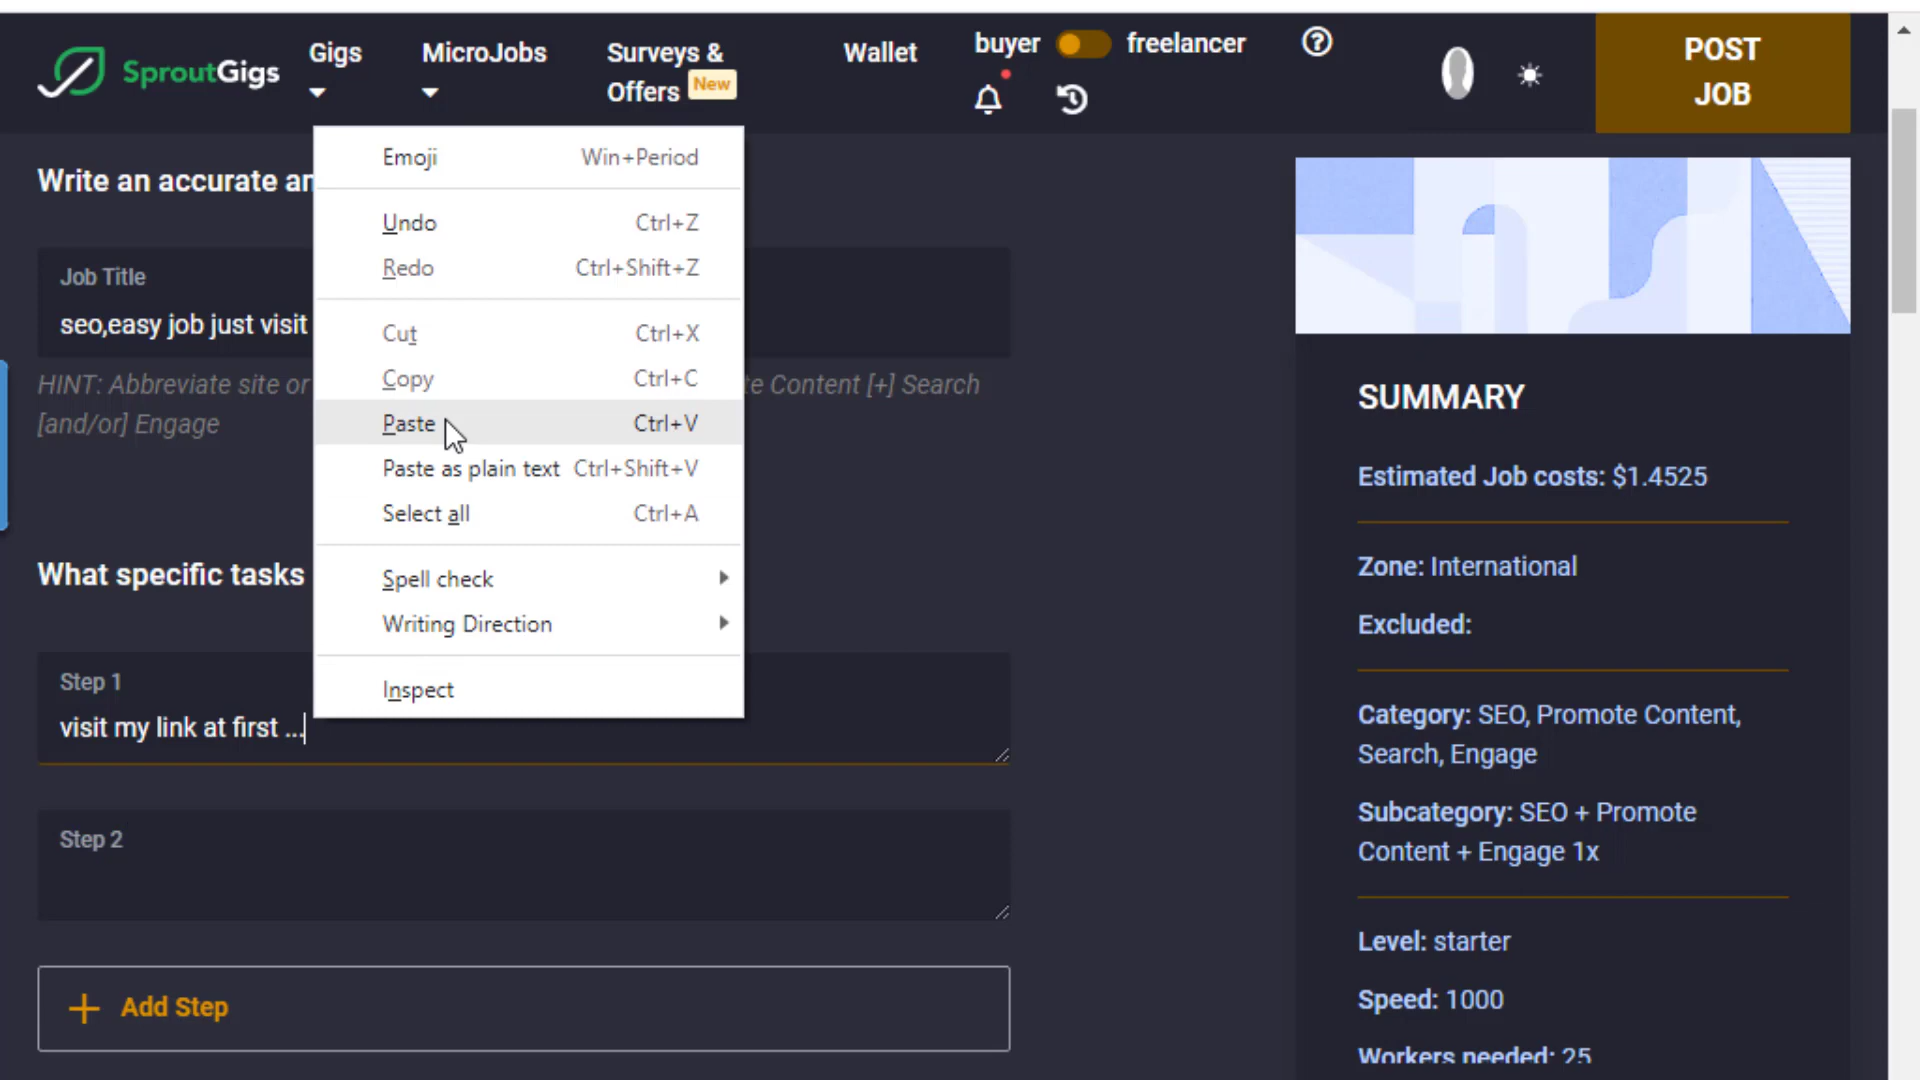 SproutGigs
Gigs
MicroJobs
Surveys &
Offers New
Wallet
buyer freelancer
POST
JOB
Write an accurate an
Job Title
seo,easy job just visit
HINT: Abbreviate site or
te Content [+] Search
[and/or] Engage
What specific tasks
Step 1
visit my link at first ...
Step 2
Add Step
Emoji Win+Period
Undo Ctrl+Z
Redo Ctrl+Shift+Z
Cut Ctrl+X
Copy Ctrl+C
Paste Ctrl+V
Paste as plain text Ctrl+Shift+V
Select all Ctrl+A
Spell check
Writing Direction
Inspect
SUMMARY
Estimated Job costs: $1.4525
Zone: International
Excluded:
Category: SEO, Promote Content,
Search, Engage
Subcategory: SEO + Promote
Content + Engage 1x
Level: starter
Speed: 1000
Workers needed: 25